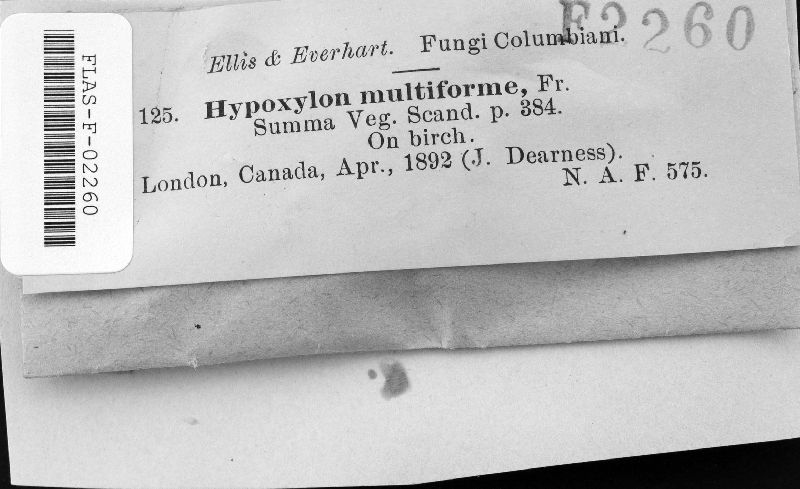 F2260
Ellis & Everhart. Fungi Columbiani.
125. Hypoxylon multiforme, Fr.
Summa Veg. Scand. p. 384.
On birch.
London, Canada, Apr., 1892 (J. Dearness).
N. A. F. 575.
FLAS-F-02260